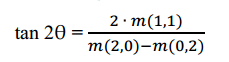 tan 2θ = 2 · m(1,1) / m(2,0)−m(0,2)